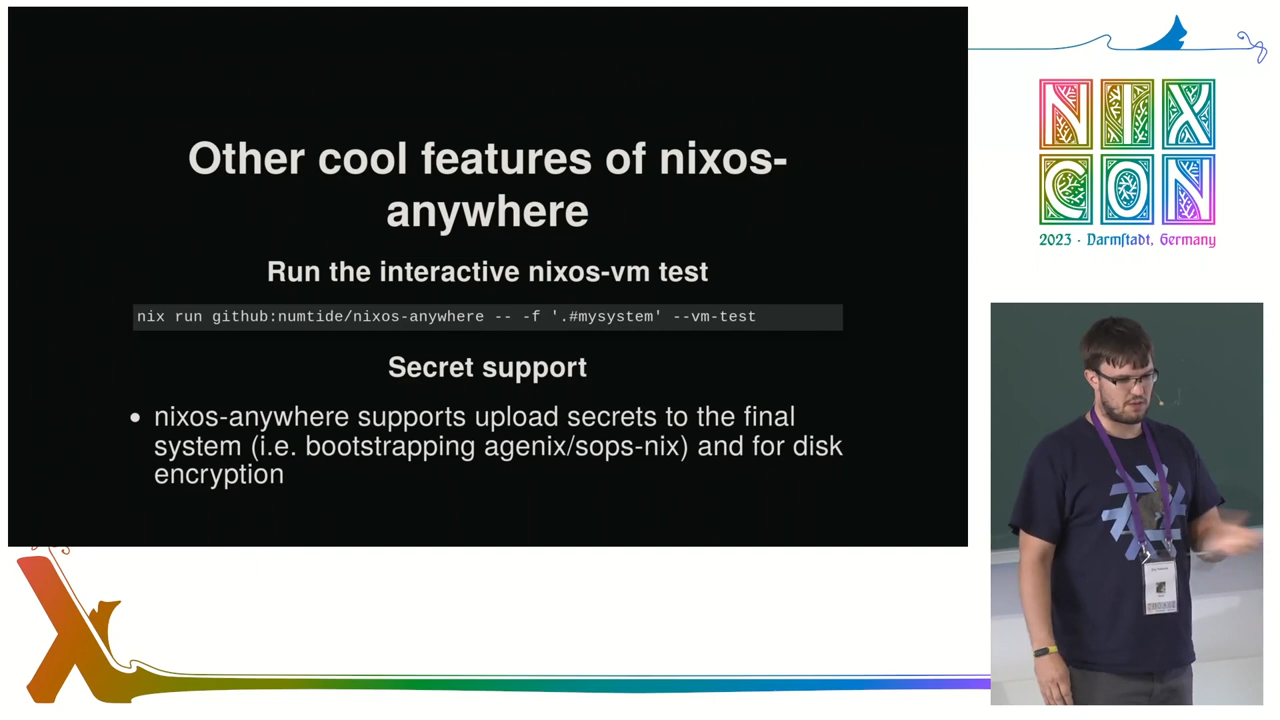 Other cool features of nixos-
anywhere
Run the interactive nixos-vm test
nix run github:numtide/nixos-anywhere -- -f '.#mysystem' --vm-test
Secret support
• nixos-anywhere supports upload secrets to the final
system (i.e. bootstrapping agenix/sops-nix) and for disk
encryption
NIX
CON
2023 · Darmſtadt, Germany